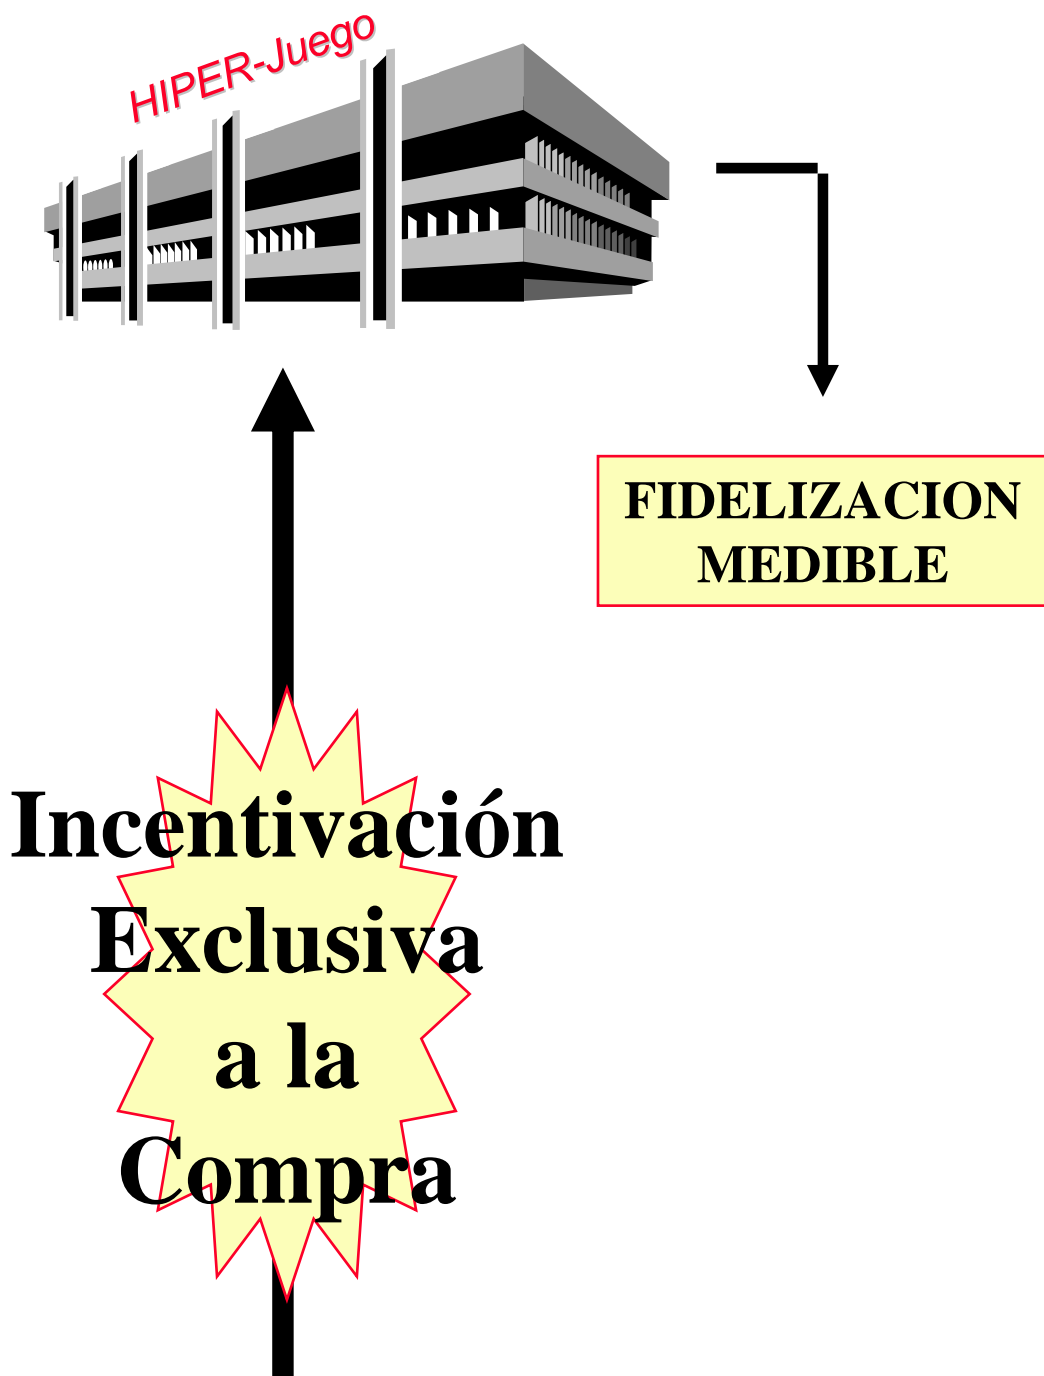 HIPER-Juego
FIDELIZACION
MEDIBLE
Incentivación
Exclusiva
a la
Compra